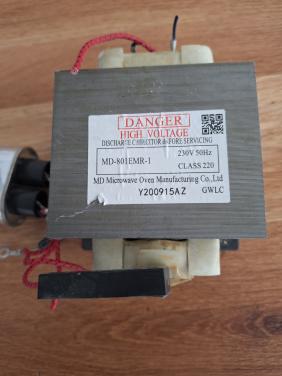 DANGER
HIGH VOLTAGE
DISCHARGE CAPACITOR BEFORE SERVICING
MD-801EMR-1
230V 50Hz
CLASS 220
MD Microwave Oven Manufacturing Co.,Ltd
Y200915AZ
GWLC